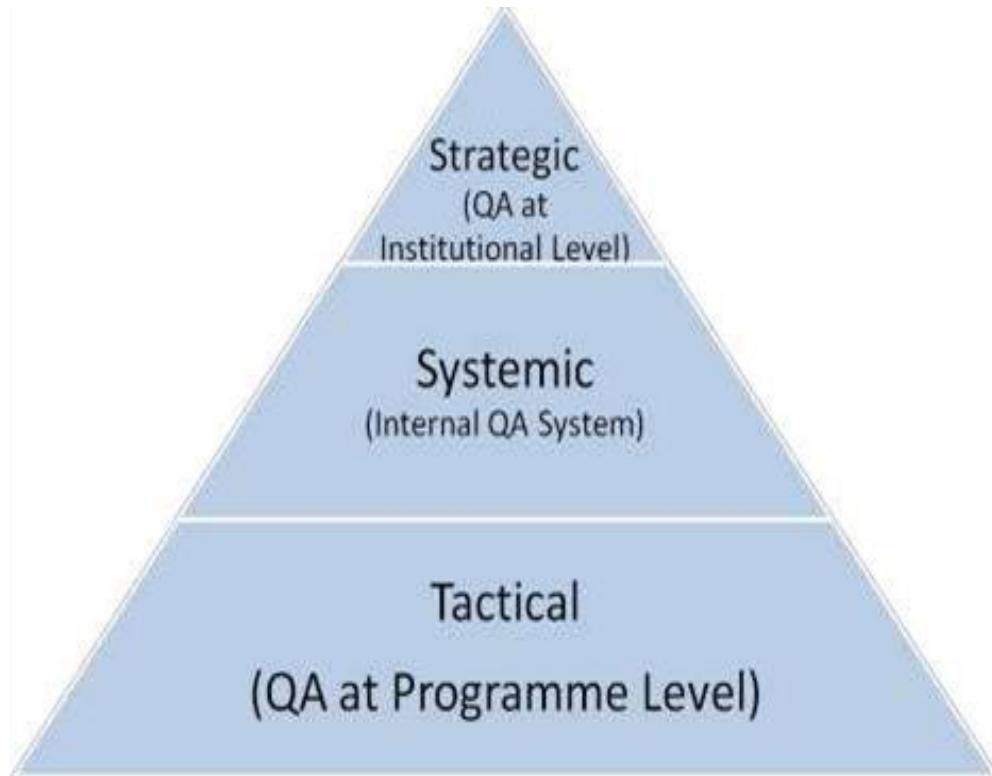 Strategic
(QA at
Institutional Level)
Systemic
(Internal QA System)
Tactical
(QA at Programme Level)